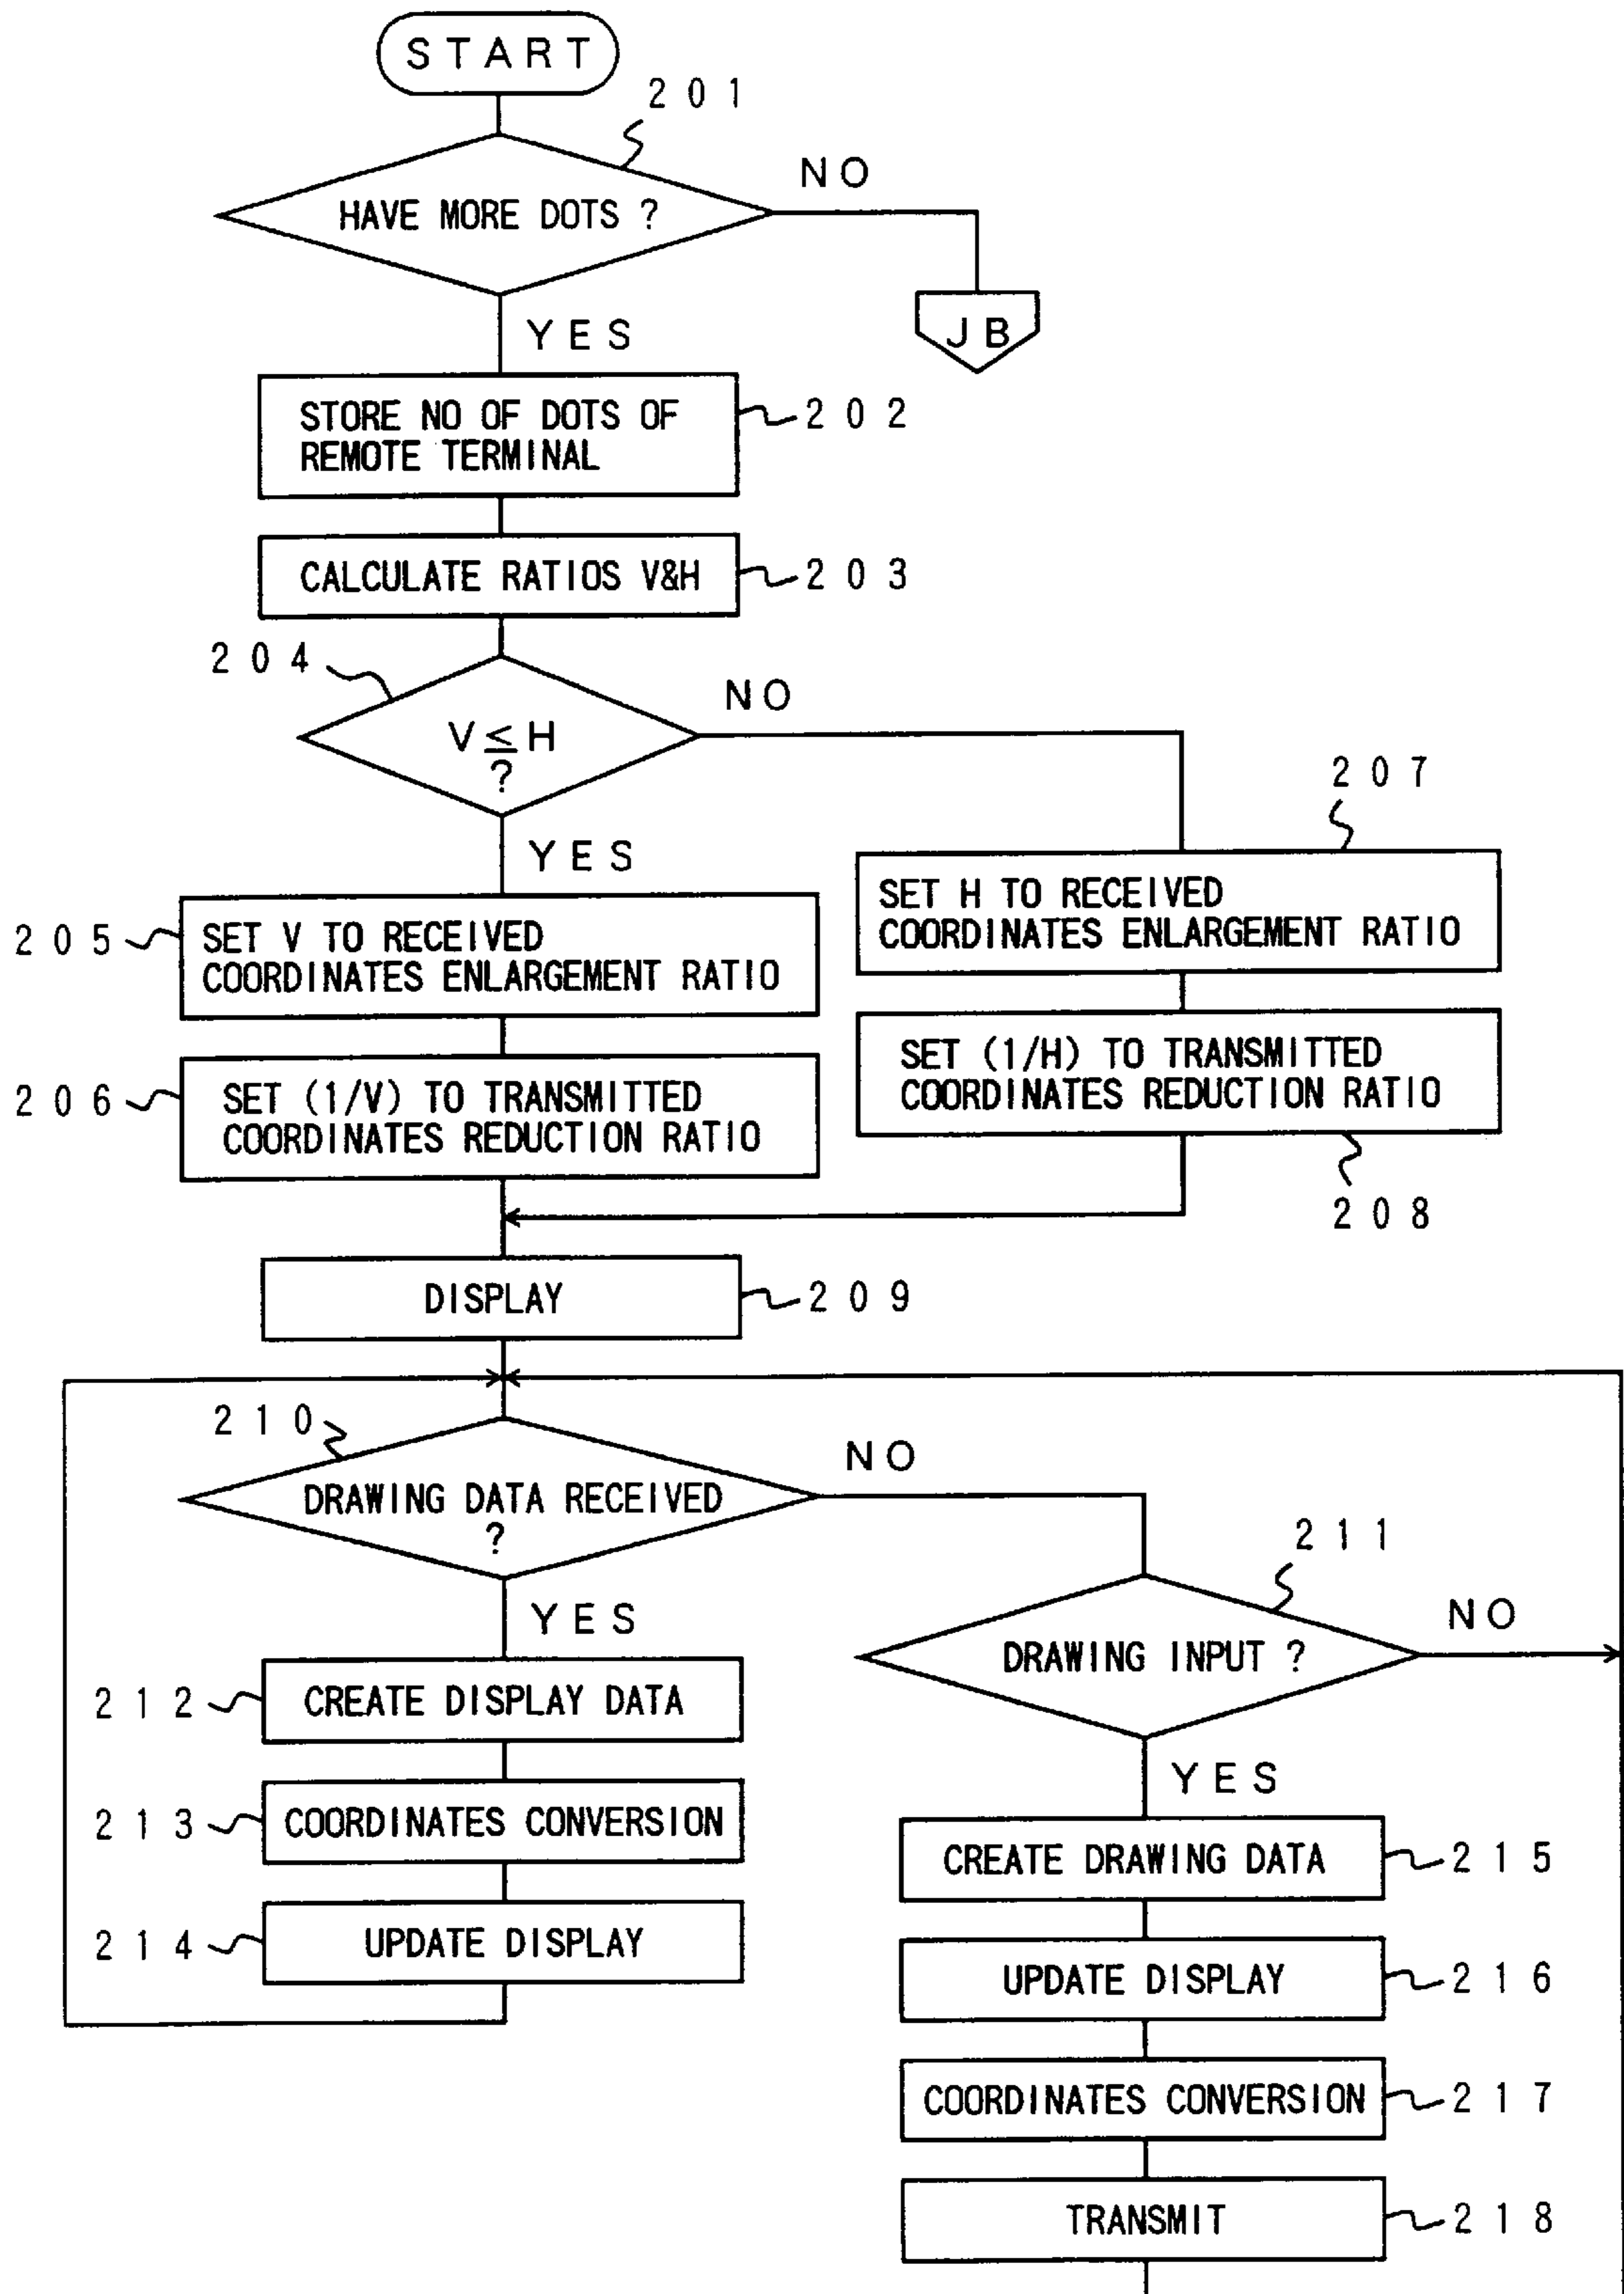 START
201
HAVE MORE DOTS ?
NO
JB
YES
STORE NO OF DOTS OF
REMOTE TERMINAL
202
CALCULATE RATIOS V&H
203
204
V ≤ H
?
NO
YES
207
SET H TO RECEIVED
COORDINATES ENLARGEMENT RATIO
205
SET V TO RECEIVED
COORDINATES ENLARGEMENT RATIO
SET (1/H) TO TRANSMITTED
COORDINATES REDUCTION RATIO
206
SET (1/V) TO TRANSMITTED
COORDINATES REDUCTION RATIO
208
DISPLAY
209
210
DRAWING DATA RECEIVED
?
NO
211
YES
DRAWING INPUT ?
NO
212
CREATE DISPLAY DATA
YES
213
COORDINATES CONVERSION
CREATE DRAWING DATA
215
214
UPDATE DISPLAY
UPDATE DISPLAY
216
COORDINATES CONVERSION
217
TRANSMIT
218